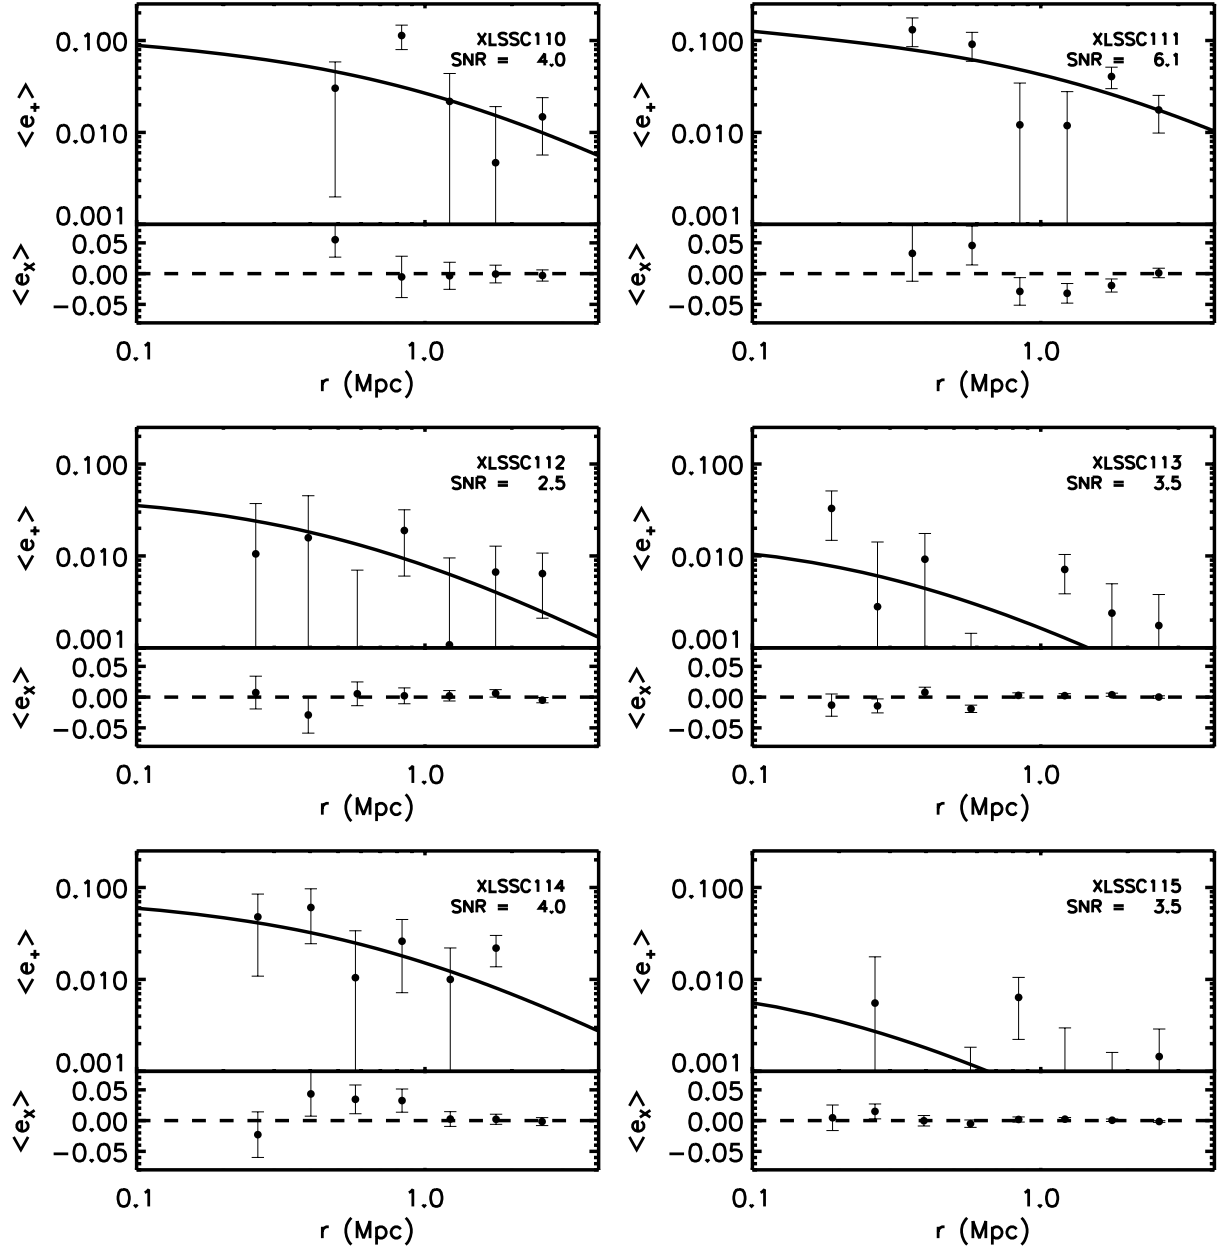 XLSSC110
SNR = 4.0
0.100
0.010
0.001
<e+>
0.05
0.00
−0.05
<ex>
0.1
1.0
r (Mpc)
XLSSC111
SNR = 6.1
0.100
0.010
0.001
<e+>
0.05
0.00
−0.05
<ex>
0.1
1.0
r (Mpc)
XLSSC112
SNR = 2.5
0.100
0.010
0.001
<e+>
0.05
0.00
−0.05
<ex>
0.1
1.0
r (Mpc)
XLSSC113
SNR = 3.5
0.100
0.010
0.001
<e+>
0.05
0.00
−0.05
<ex>
0.1
1.0
r (Mpc)
XLSSC114
SNR = 4.0
0.100
0.010
0.001
<e+>
0.05
0.00
−0.05
<ex>
0.1
1.0
r (Mpc)
XLSSC115
SNR = 3.5
0.100
0.010
0.001
<e+>
0.05
0.00
−0.05
<ex>
0.1
1.0
r (Mpc)